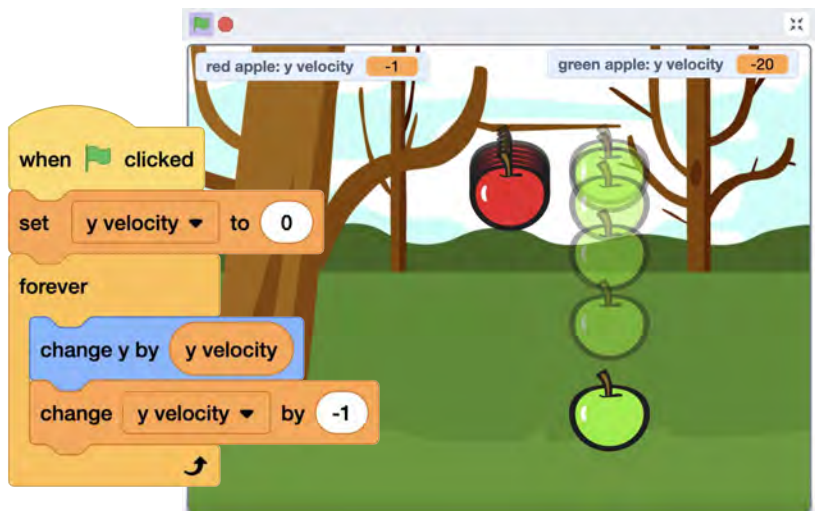 red apple: y velocity -1
green apple: y velocity -20
when clicked
set y velocity to 0
forever
change y by y velocity
change y velocity by -1